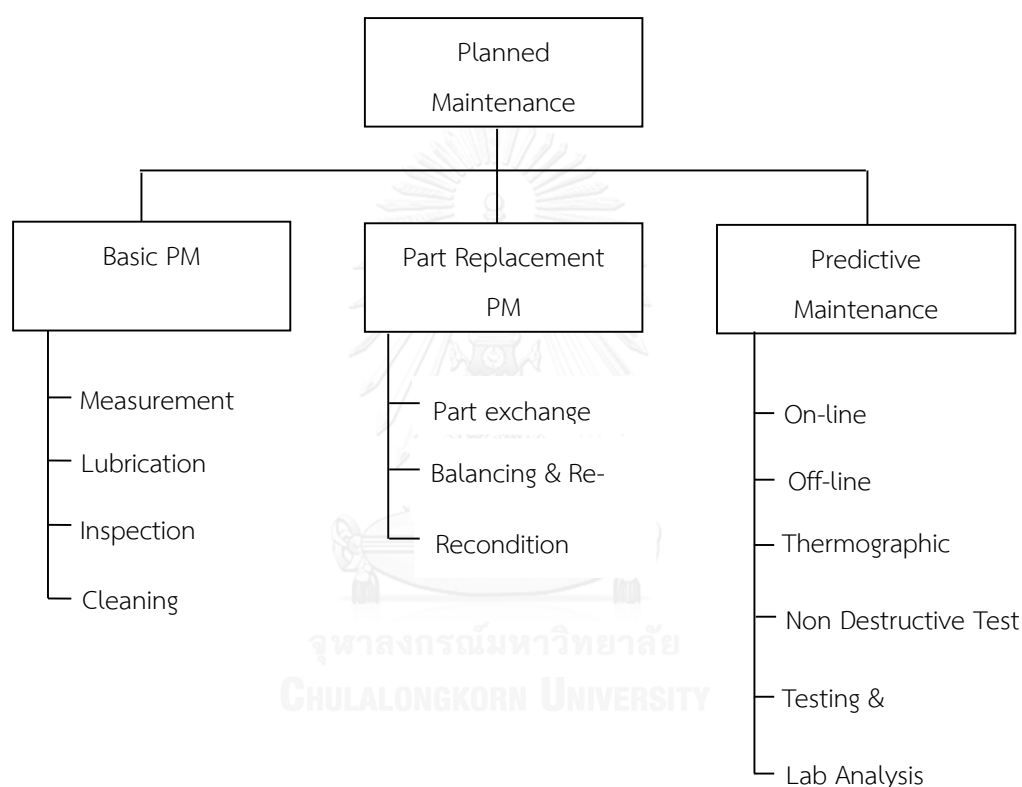 Planned
Maintenance
Basic PM
Part Replacement
PM
Predictive
Maintenance
Measurement
Lubrication
Inspection
Cleaning
Part exchange
Balancing & Re-
Recondition
On-line
Off-line
Thermographic
Non Destructive Test
Testing &
Lab Analysis
จุฬาลงกรณ์มหาวิทยาลัย
CHULALONGKORN UNIVERSITY